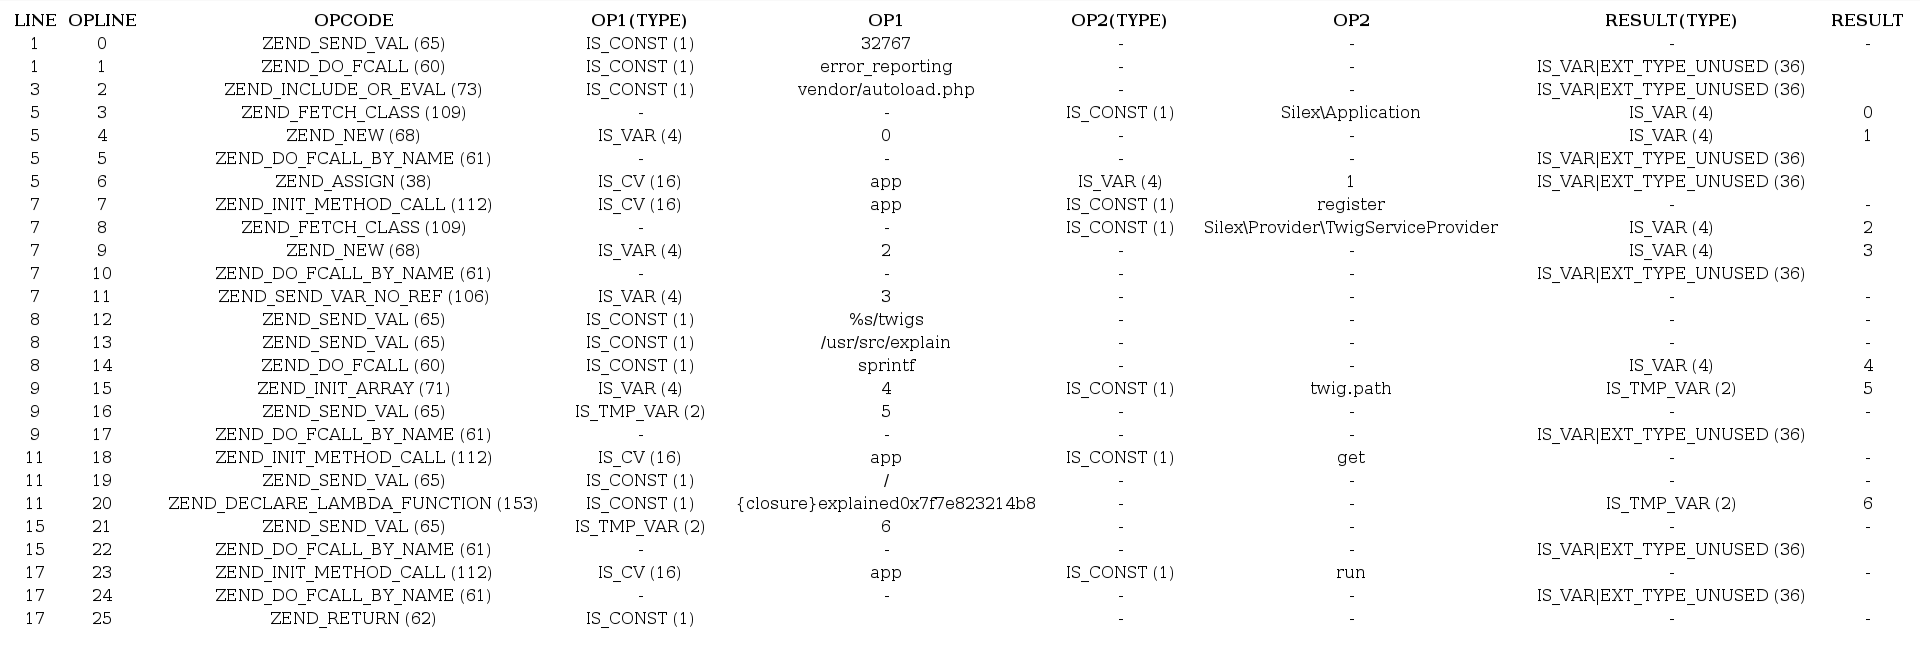 LINE OPLINE OPCODE OP1(TYPE) OP1 OP2(TYPE) OP2 RESULT(TYPE) RESULT
1 0 ZEND_SEND_VAL (65) IS_CONST (1) 32767 - - - -
1 1 ZEND_DO_FCALL (60) IS_CONST (1) error_reporting - - IS_VAR|EXT_TYPE_UNUSED (36)
3 2 ZEND_INCLUDE_OR_EVAL (73) IS_CONST (1) vendor/autoload.php - - IS_VAR|EXT_TYPE_UNUSED (36)
5 3 ZEND_FETCH_CLASS (109) - - IS_CONST (1) Silex\Application IS_VAR (4) 0
5 4 ZEND_NEW (68) IS_VAR (4) 0 - - IS_VAR (4) 1
5 5 ZEND_DO_FCALL_BY_NAME (61) - - - - IS_VAR|EXT_TYPE_UNUSED (36)
5 6 ZEND_ASSIGN (38) IS_CV (16) app IS_VAR (4) 1 IS_VAR|EXT_TYPE_UNUSED (36)
7 7 ZEND_INIT_METHOD_CALL (112) IS_CV (16) app IS_CONST (1) register - -
7 8 ZEND_FETCH_CLASS (109) - - IS_CONST (1) Silex\Provider\TwigServiceProvider IS_VAR (4) 2
7 9 ZEND_NEW (68) IS_VAR (4) 2 - - IS_VAR (4) 3
7 10 ZEND_DO_FCALL_BY_NAME (61) - - - - IS_VAR|EXT_TYPE_UNUSED (36)
7 11 ZEND_SEND_VAR_NO_REF (106) IS_VAR (4) 3 - - - -
8 12 ZEND_SEND_VAL (65) IS_CONST (1) %s/twigs - - - -
8 13 ZEND_SEND_VAL (65) IS_CONST (1) /usr/src/explain - - - -
8 14 ZEND_DO_FCALL (60) IS_CONST (1) sprintf - - IS_VAR (4) 4
9 15 ZEND_INIT_ARRAY (71) IS_VAR (4) 4 IS_CONST (1) twig.path IS_TMP_VAR (2) 5
9 16 ZEND_SEND_VAL (65) IS_TMP_VAR (2) 5 - - - -
9 17 ZEND_DO_FCALL_BY_NAME (61) - - - - IS_VAR|EXT_TYPE_UNUSED (36)
11 18 ZEND_INIT_METHOD_CALL (112) IS_CV (16) app IS_CONST (1) get - -
11 19 ZEND_SEND_VAL (65) IS_CONST (1) / - - - -
11 20 ZEND_DECLARE_LAMBDA_FUNCTION (153) IS_CONST (1) {closure}explained0x7f7e823214b8 - - IS_TMP_VAR (2) 6
15 21 ZEND_SEND_VAL (65) IS_TMP_VAR (2) 6 - - - -
15 22 ZEND_DO_FCALL_BY_NAME (61) - - - - IS_VAR|EXT_TYPE_UNUSED (36)
17 23 ZEND_INIT_METHOD_CALL (112) IS_CV (16) app IS_CONST (1) run - -
17 24 ZEND_DO_FCALL_BY_NAME (61) - - - - IS_VAR|EXT_TYPE_UNUSED (36)
17 25 ZEND_RETURN (62) IS_CONST (1) - - - -